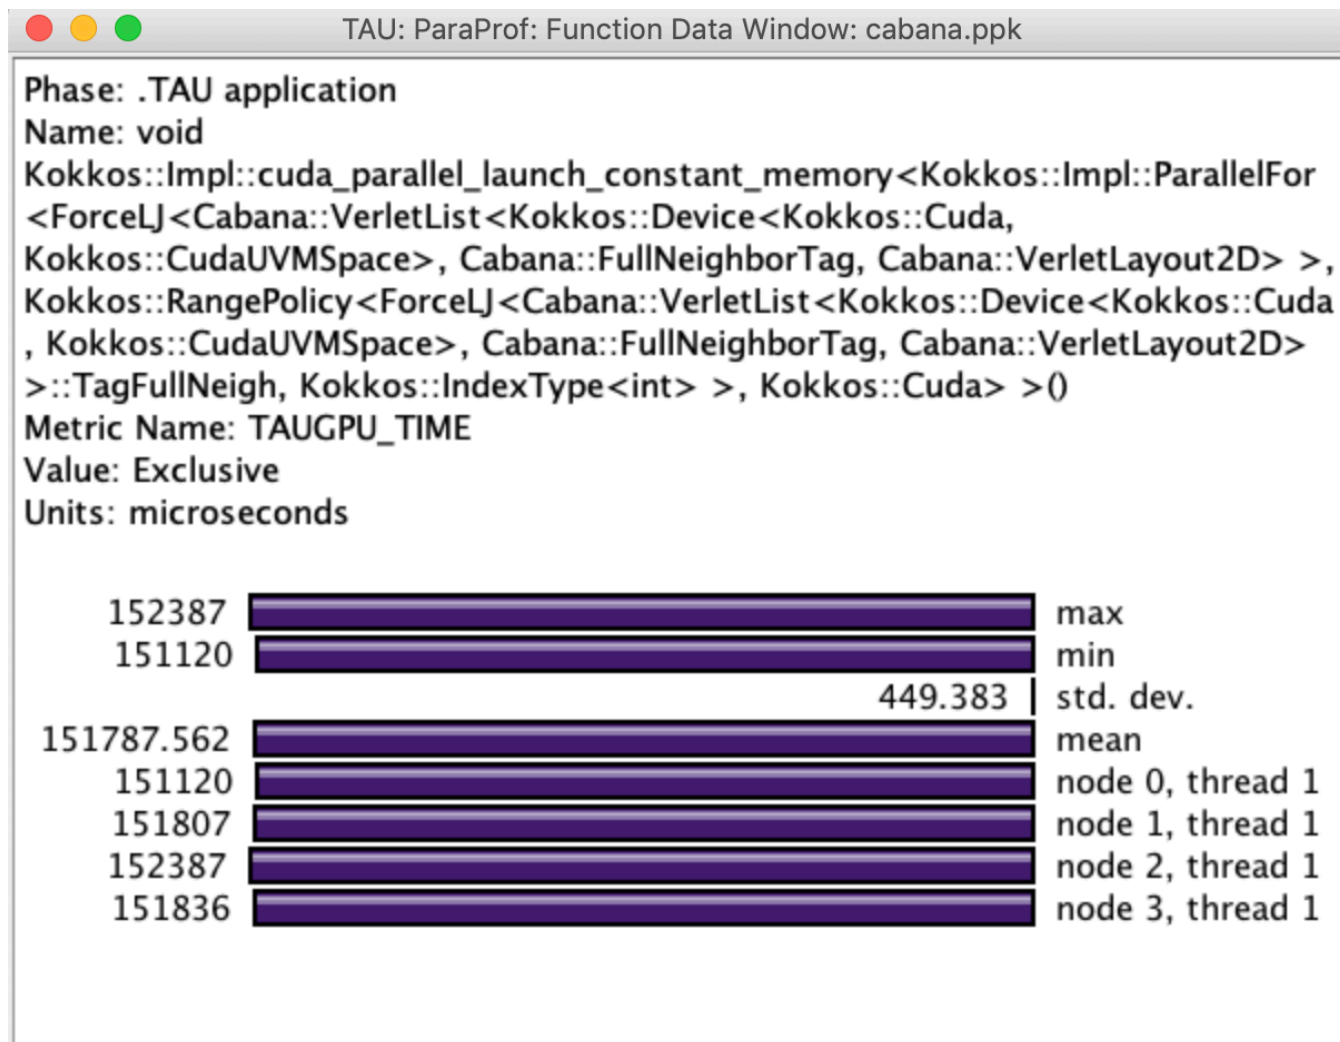 TAU: ParaProf: Function Data Window: cabana.ppk
Phase: .TAU application
Name: void
Kokkos::Impl::cuda_parallel_launch_constant_memory<Kokkos::Impl::ParallelFor
<ForceLJ<Cabana::VerletList<Kokkos::Device<Kokkos::Cuda,
Kokkos::CudaUVMSpace>, Cabana::FullNeighborTag, Cabana::VerletLayout2D> >,
Kokkos::RangePolicy<ForceLJ<Cabana::VerletList<Kokkos::Device<Kokkos::Cuda
, Kokkos::CudaUVMSpace>, Cabana::FullNeighborTag, Cabana::VerletLayout2D>
>::TagFullNeigh, Kokkos::IndexType<int> >, Kokkos::Cuda> >()
Metric Name: TAUGPU_TIME
Value: Exclusive
Units: microseconds
152387 max
151120 min
449.383 std. dev.
151787.562 mean
151120 node 0, thread 1
151807 node 1, thread 1
152387 node 2, thread 1
151836 node 3, thread 1